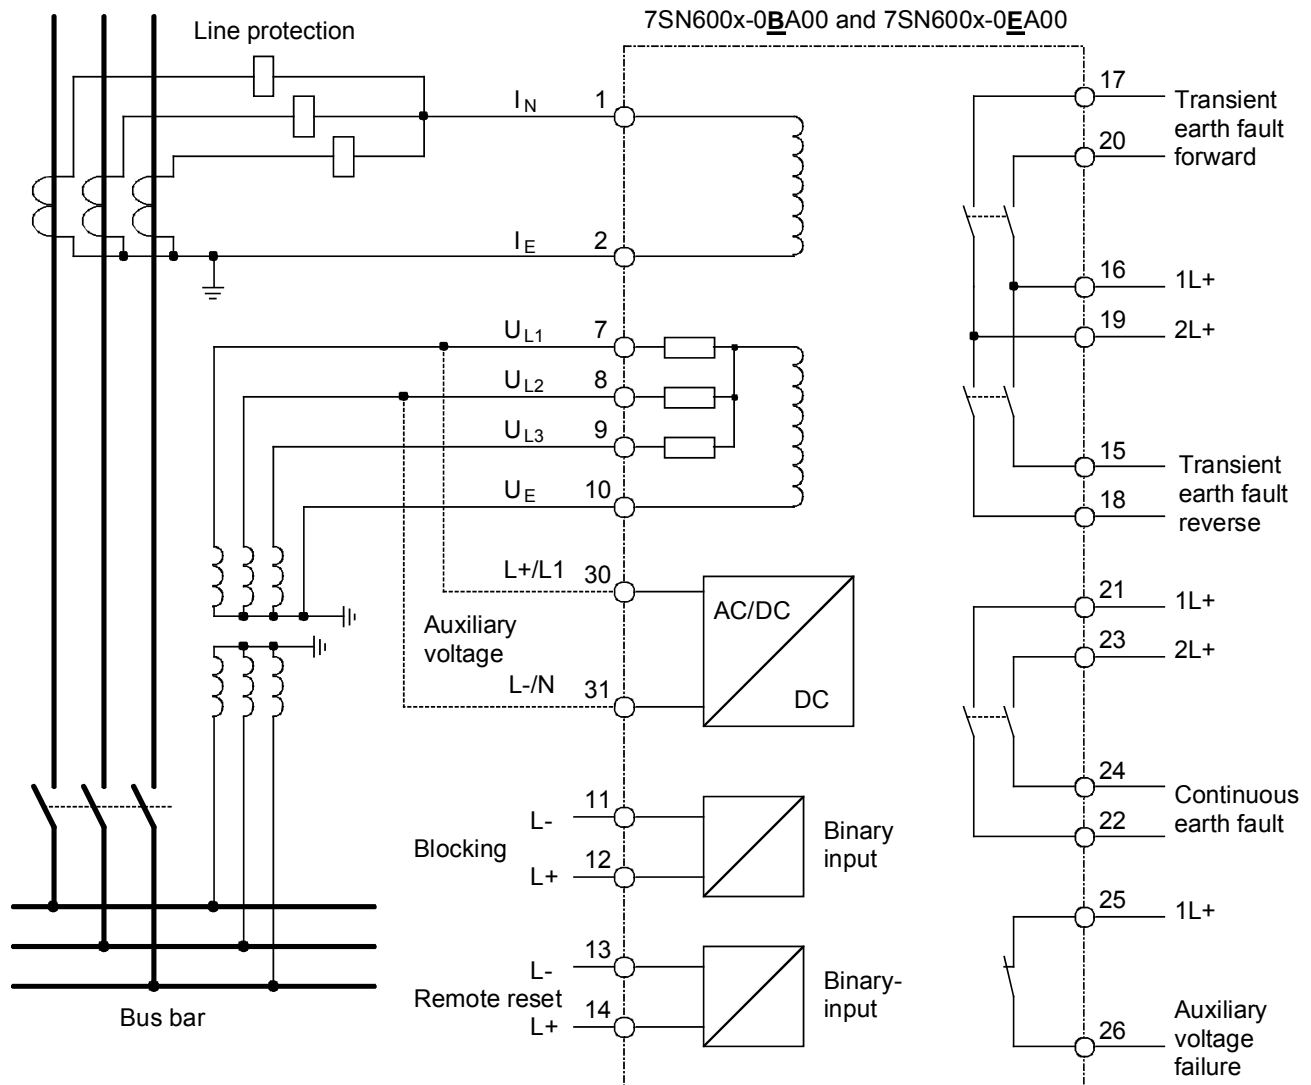 7SN600x-0BA00 and 7SN600x-0EA00
Line protection
I N 1
I E 2
U L1 7
U L2 8
U L3 9
U E 10
L+/L1 30
Auxiliary
voltage
L-/N 31
AC/DC
DC
Blocking
L- 11
L+ 12
Binary
input
Remote reset
L- 13
L+ 14
Binary-
input
Bus bar
17
20
Transient
earth fault
forward
16 1L+
19 2L+
15
18
Transient
earth fault
reverse
21 1L+
23 2L+
24
22
Continuous
earth fault
25 1L+
26
Auxiliary
voltage
failure